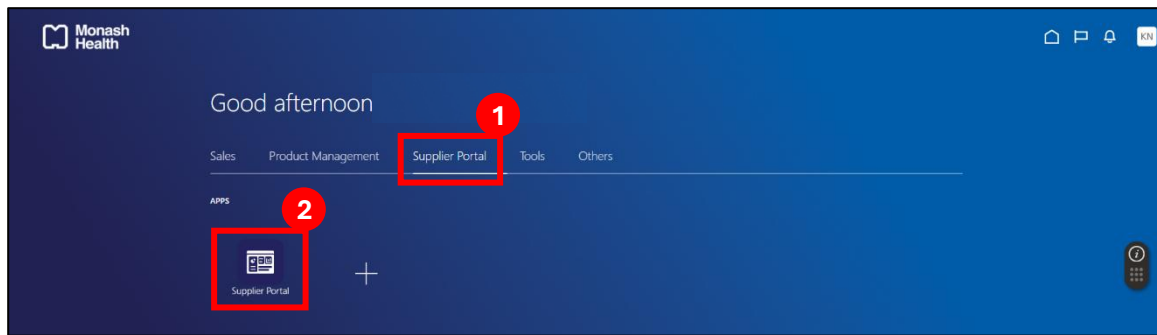 Monash
Health
KN
Good afternoon
1
Sales Product Management Supplier Portal Tools Others
APPS
2
Supplier Portal